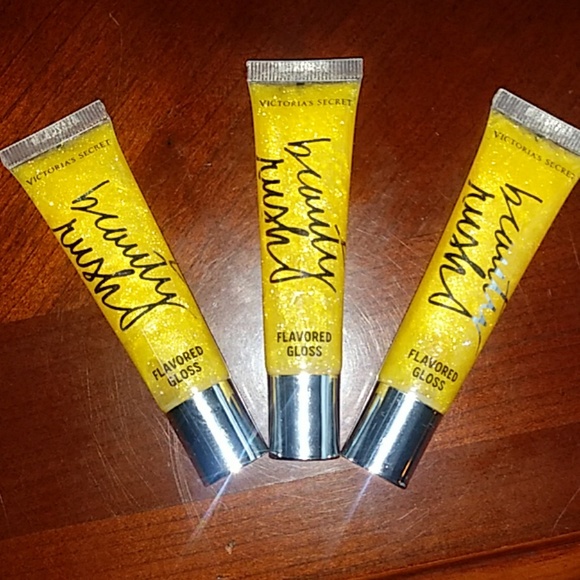 VICTORIA'S SECRET
beauty
rush
FLAVORED
GLOSS
VICTORIA'S SECRET
beauty
rush
FLAVORED
GLOSS
VICTORIA'S SECRET
beauty
rush
FLAVORED
GLOSS